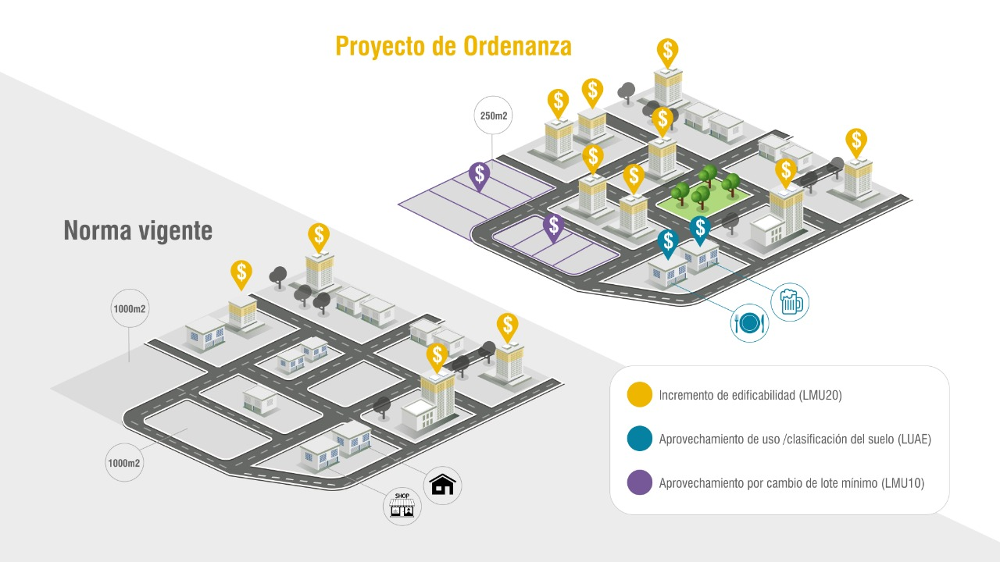 Proyecto de Ordenanza
$
$
$
$
250m2
$
$
$
$
$
$
$
$
$
Norma vigente
$
$
1000m2
$
$
1000m2
SHOP
Incremento de edificabilidad (LMU20)
Aprovechamiento de uso /clasificación del suelo (LUAE)
Aprovechamiento por cambio de lote mínimo (LMU10)